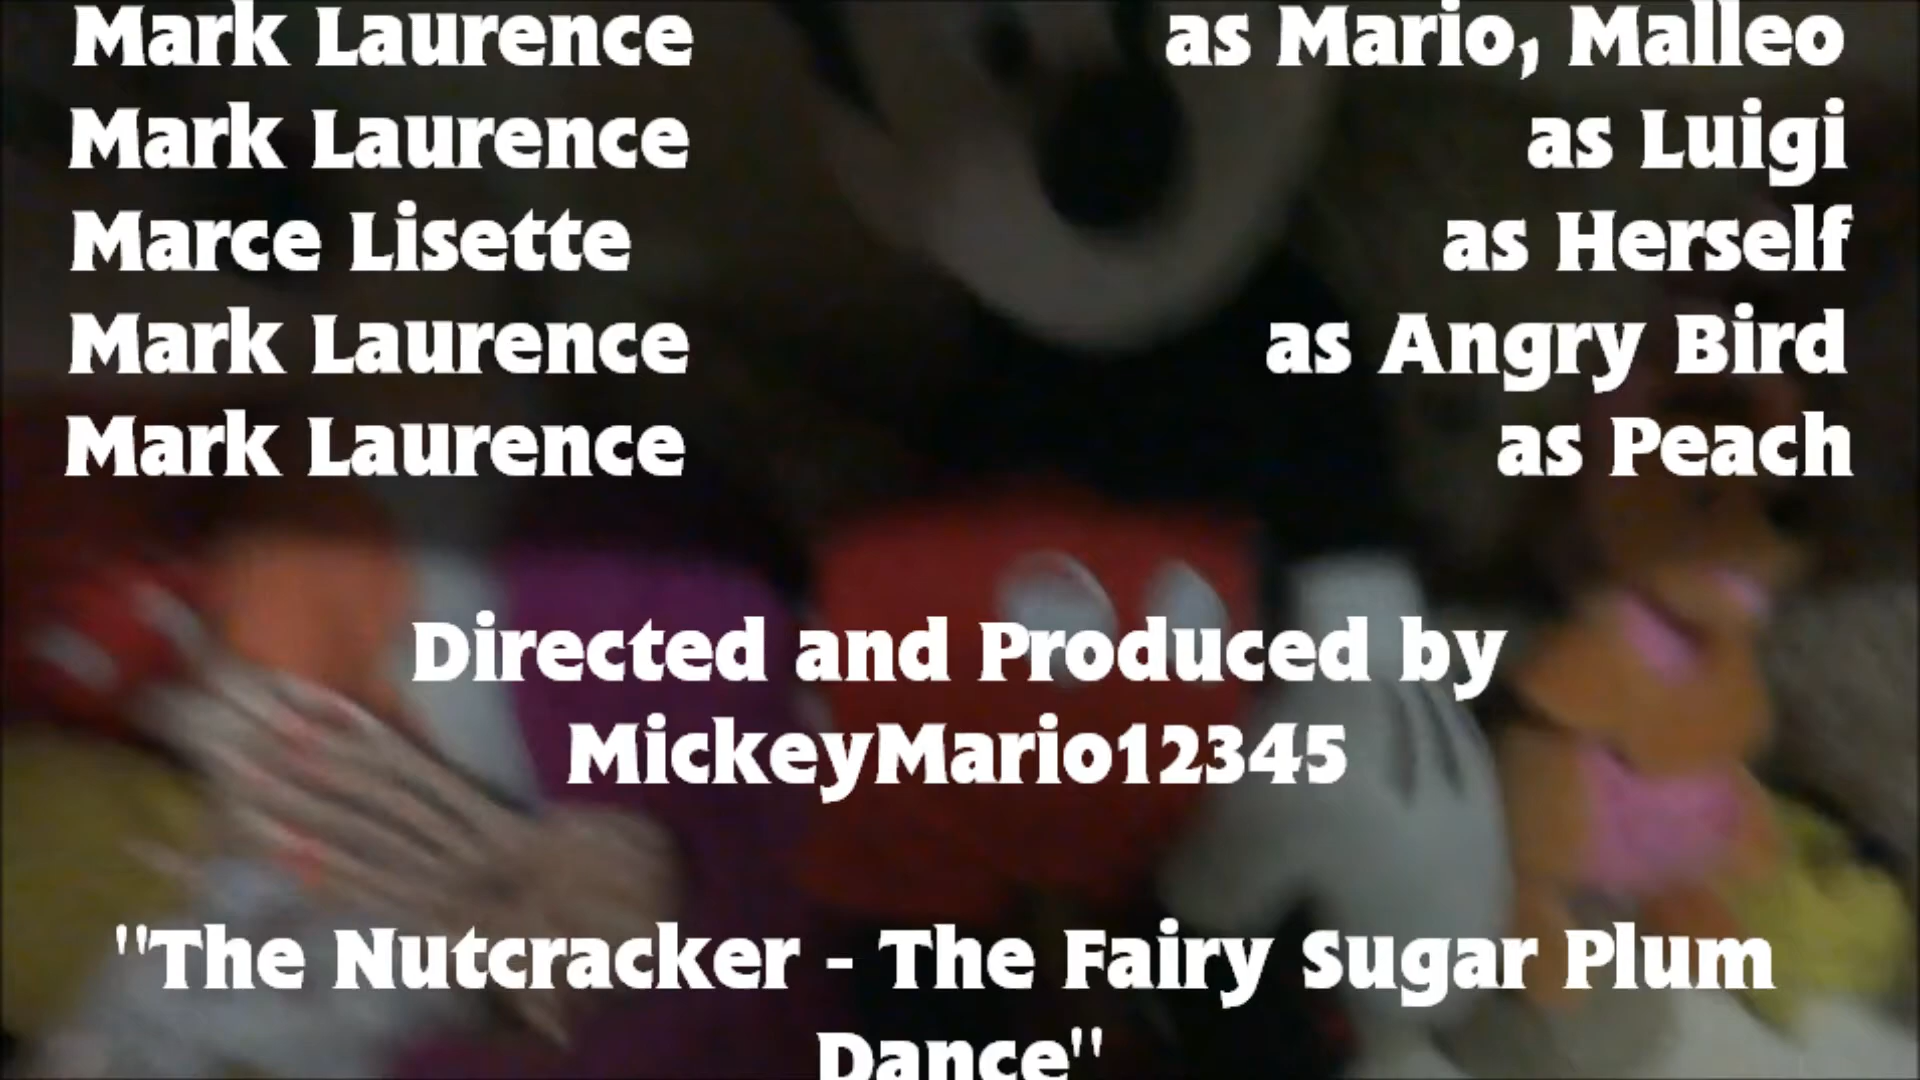 Mark Laurence as Mario, Malleo
Mark Laurence as Luigi
Marce Lisette as Herself
Mark Laurence as Angry Bird
Mark Laurence as Peach
Directed and Produced by
MickeyMario12345
"The Nutcracker - The Fairy Sugar Plum
Dance"